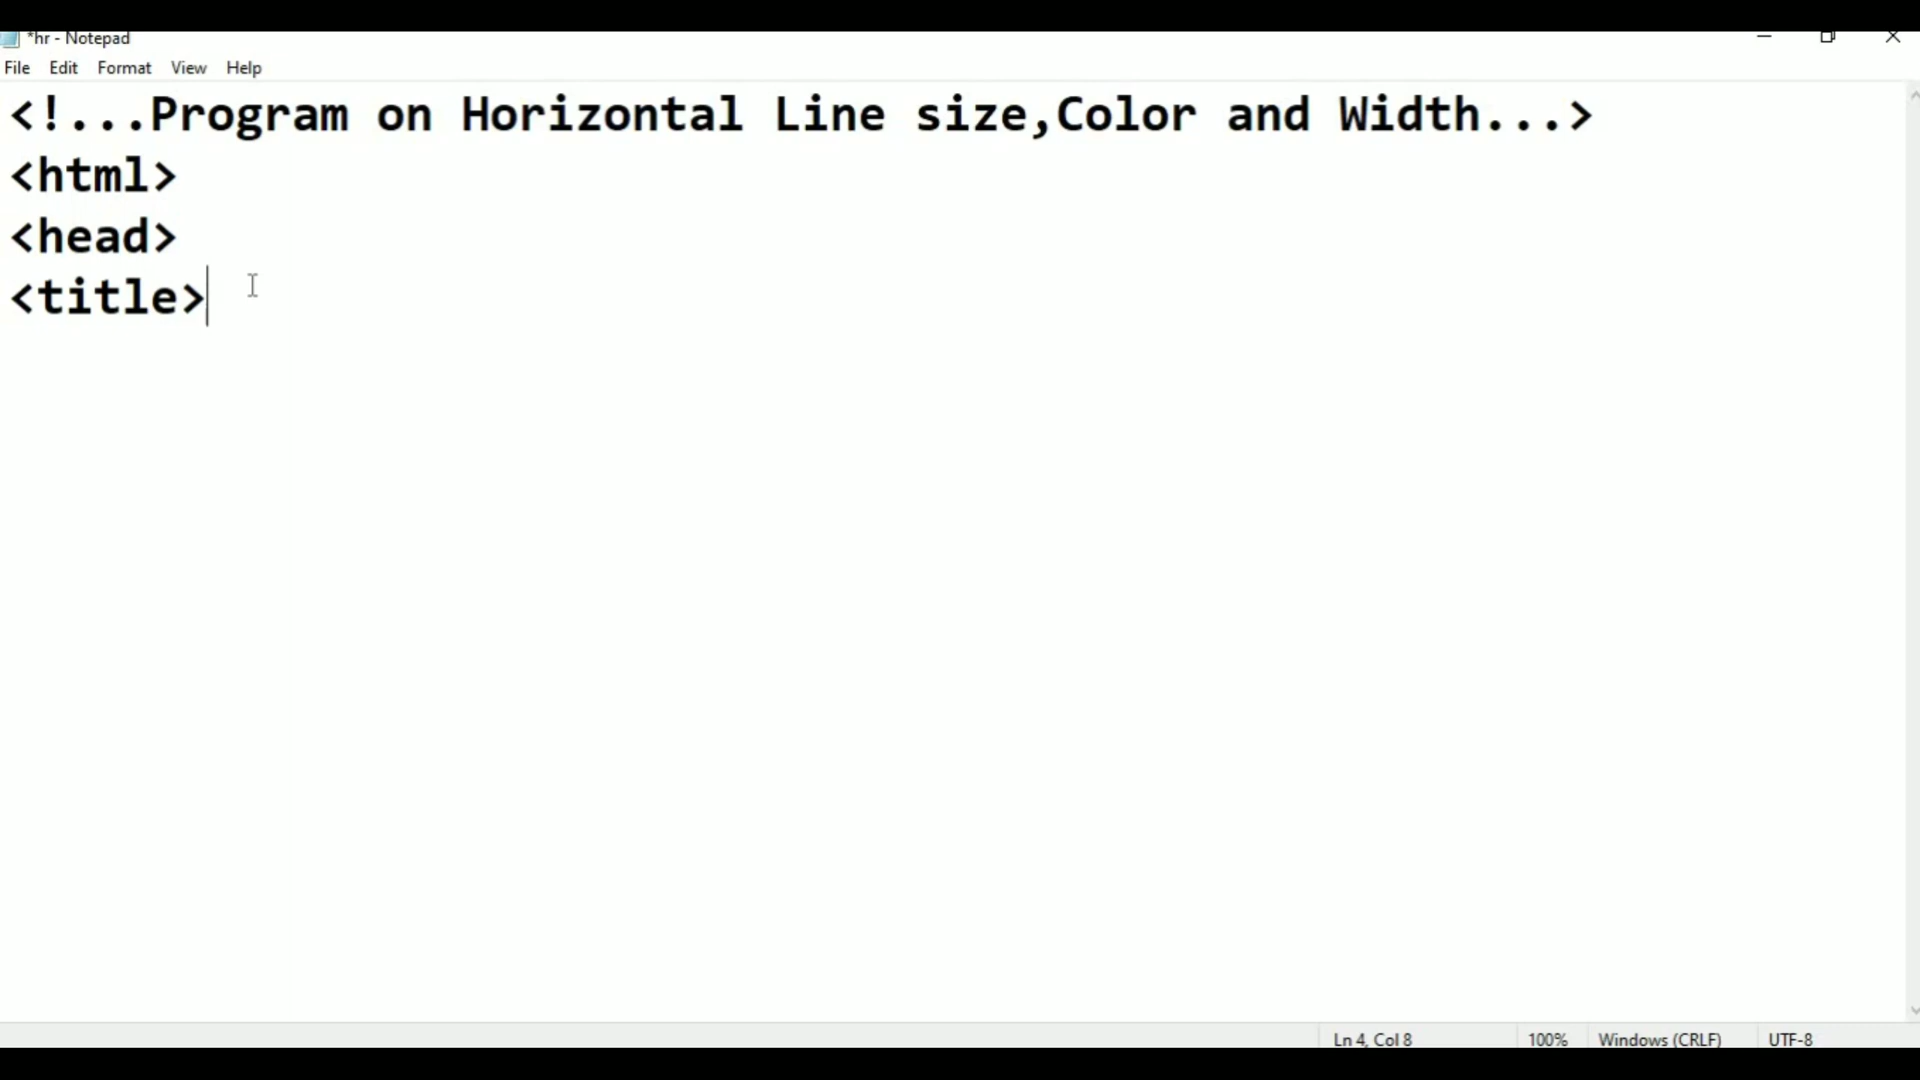 *hr - Notepad
File Edit Format View Help
<!...Program on Horizontal Line size,Color and Width...>
<html>
<head>
<title>
Ln 4, Col 8 100% Windows (CRLF) UTF-8